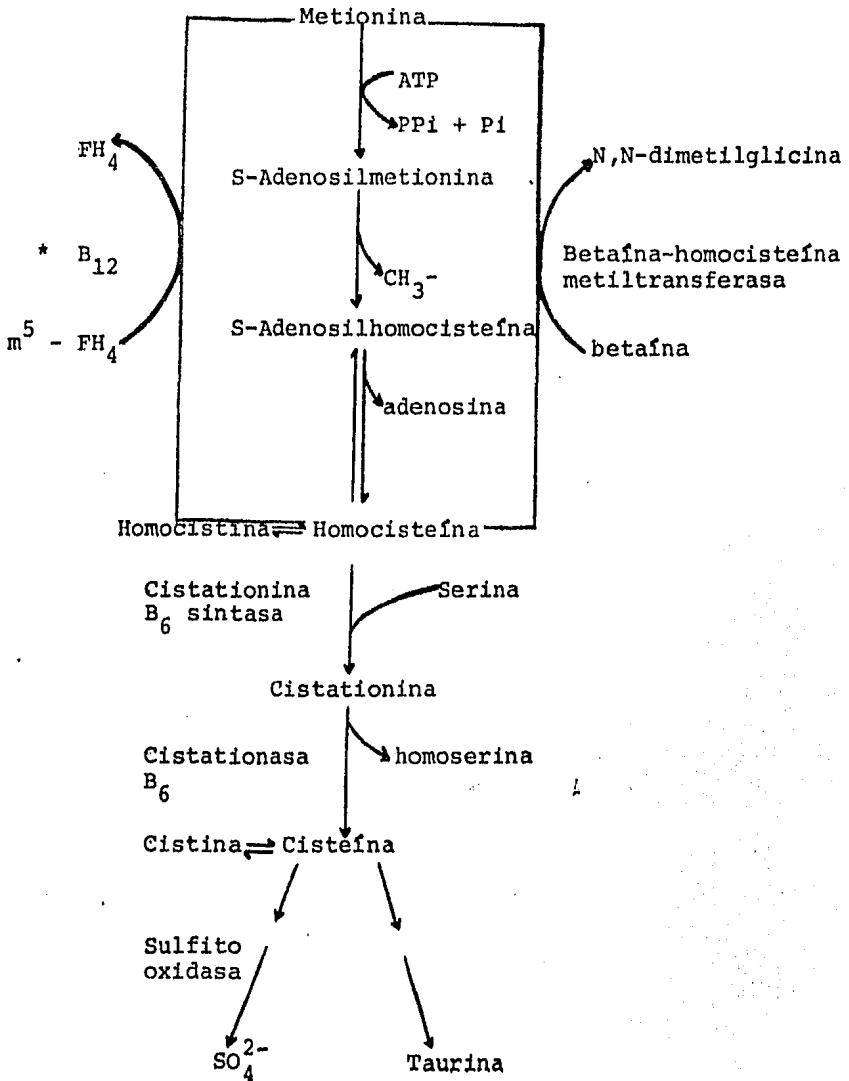 Metionina
ATP
PPi + Pi
FH4
N,N-dimetilglicina
S-Adenosilmetionina
* B12
Betaína-homocisteína
metiltransferasa
CH3-
S-Adenosilhomocisteína
m5 - FH4
betaína
adenosina
Homocistina ⇌ Homocisteína
Cistationina
B6 sintasa
Serina
Cistationina
Cistationasa
B6
homoserina
Cistina ⇌ Cisteína
Sulfito
oxidasa
SO4 2-
Taurina